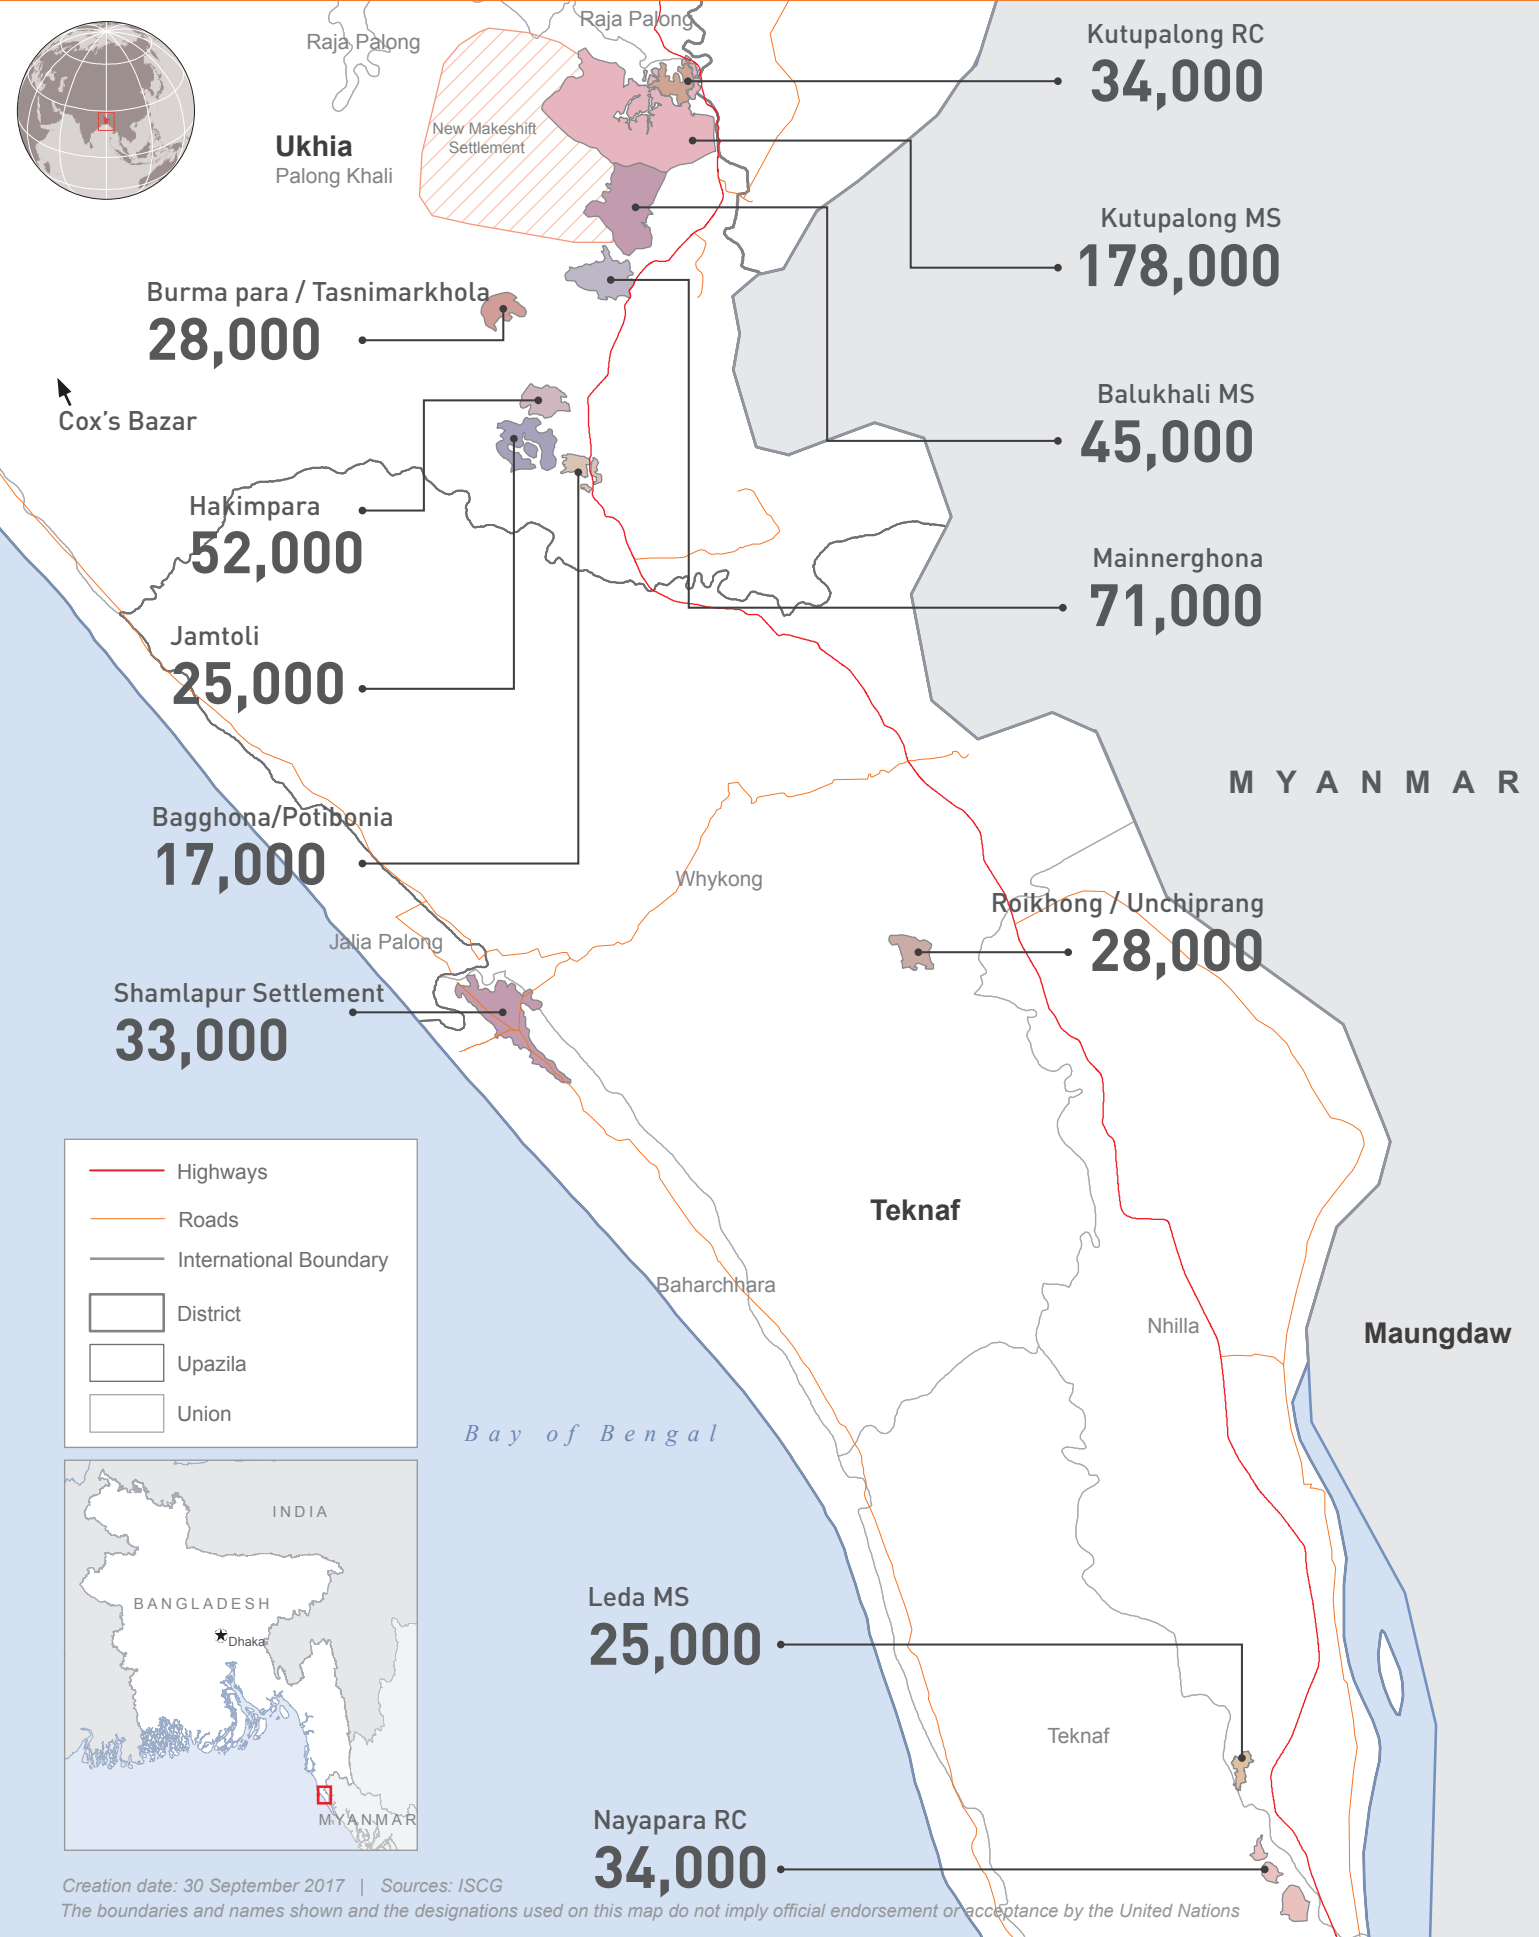 Raja Palong
Raja Palong
Kutupalong RC
34,000
New Makeshift
Settlement
Ukhia
Palong Khali
Kutupalong MS
178,000
Burma para / Tasnimarkhola
28,000
Cox's Bazar
Balukhali MS
45,000
Hakimpara
52,000
Mainnerghona
71,000
Jamtoli
25,000
MYANMAR
Bagghona/Potibonia
17,000
Whykong
Roikhong / Unchiprang
28,000
Jalia Palong
Shamlapur Settlement
33,000
Highways
Roads
International Boundary
District
Upazila
Union
Teknaf
Baharchhara
Nhilla
Maungdaw
Bay of Bengal
INDIA
BANGLADESH
Dhaka
MYANMAR
Leda MS
25,000
Teknaf
Nayapara RC
34,000
Creation date: 30 September 2017 | Sources: ISCG
The boundaries and names shown and the designations used on this map do not imply official endorsement or acceptance by the United Nations